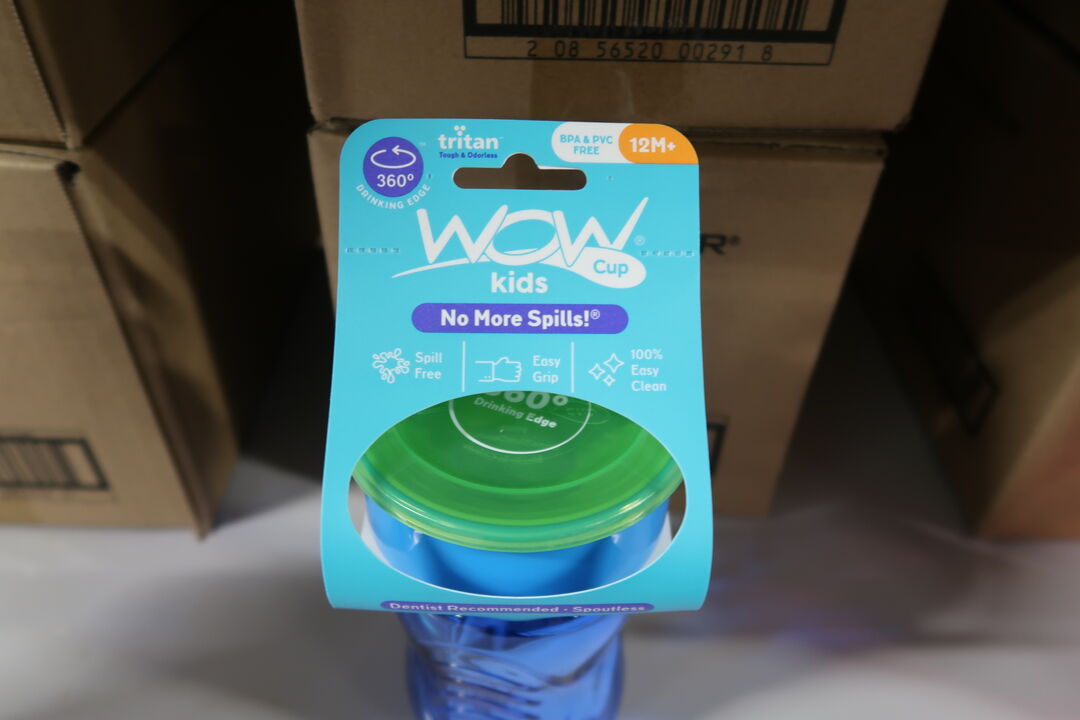 2 08 56520 00291 8
tritan™
Tough & Odorless
BPA & PVC
FREE
12M+
360°
DRINKING EDGE
WOW®
Cup
kids
No More Spills!®
Spill
Free
Easy
Grip
100%
Easy
Clean
360°
Drinking Edge
Dentist Recommended · Spoutless